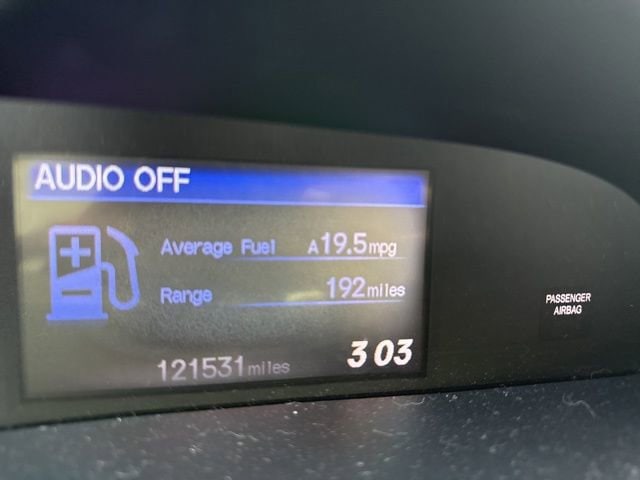 AUDIO OFF
Average Fuel A19.5mpg
Range 192miles
121531miles 3 03
PASSENGER
AIRBAG